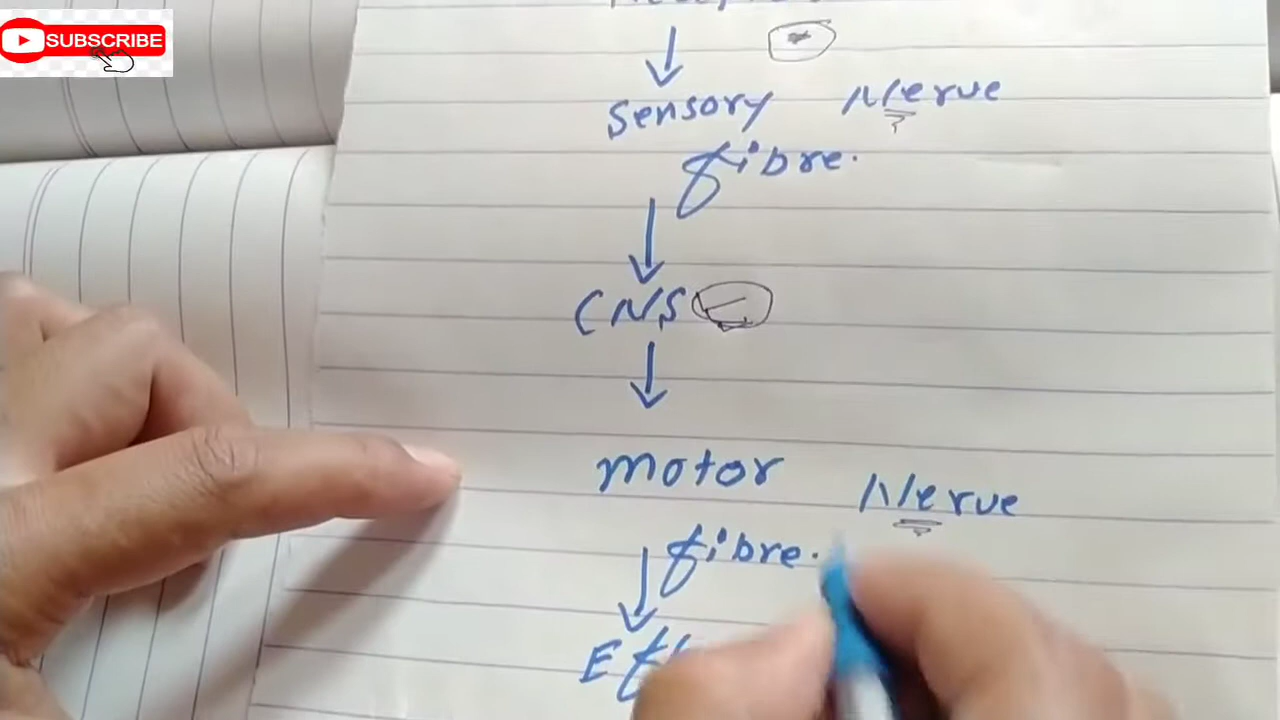 SUBSCRIBE
Sensory Nerve
fibre.
CNS
motor Nerve
fibre.